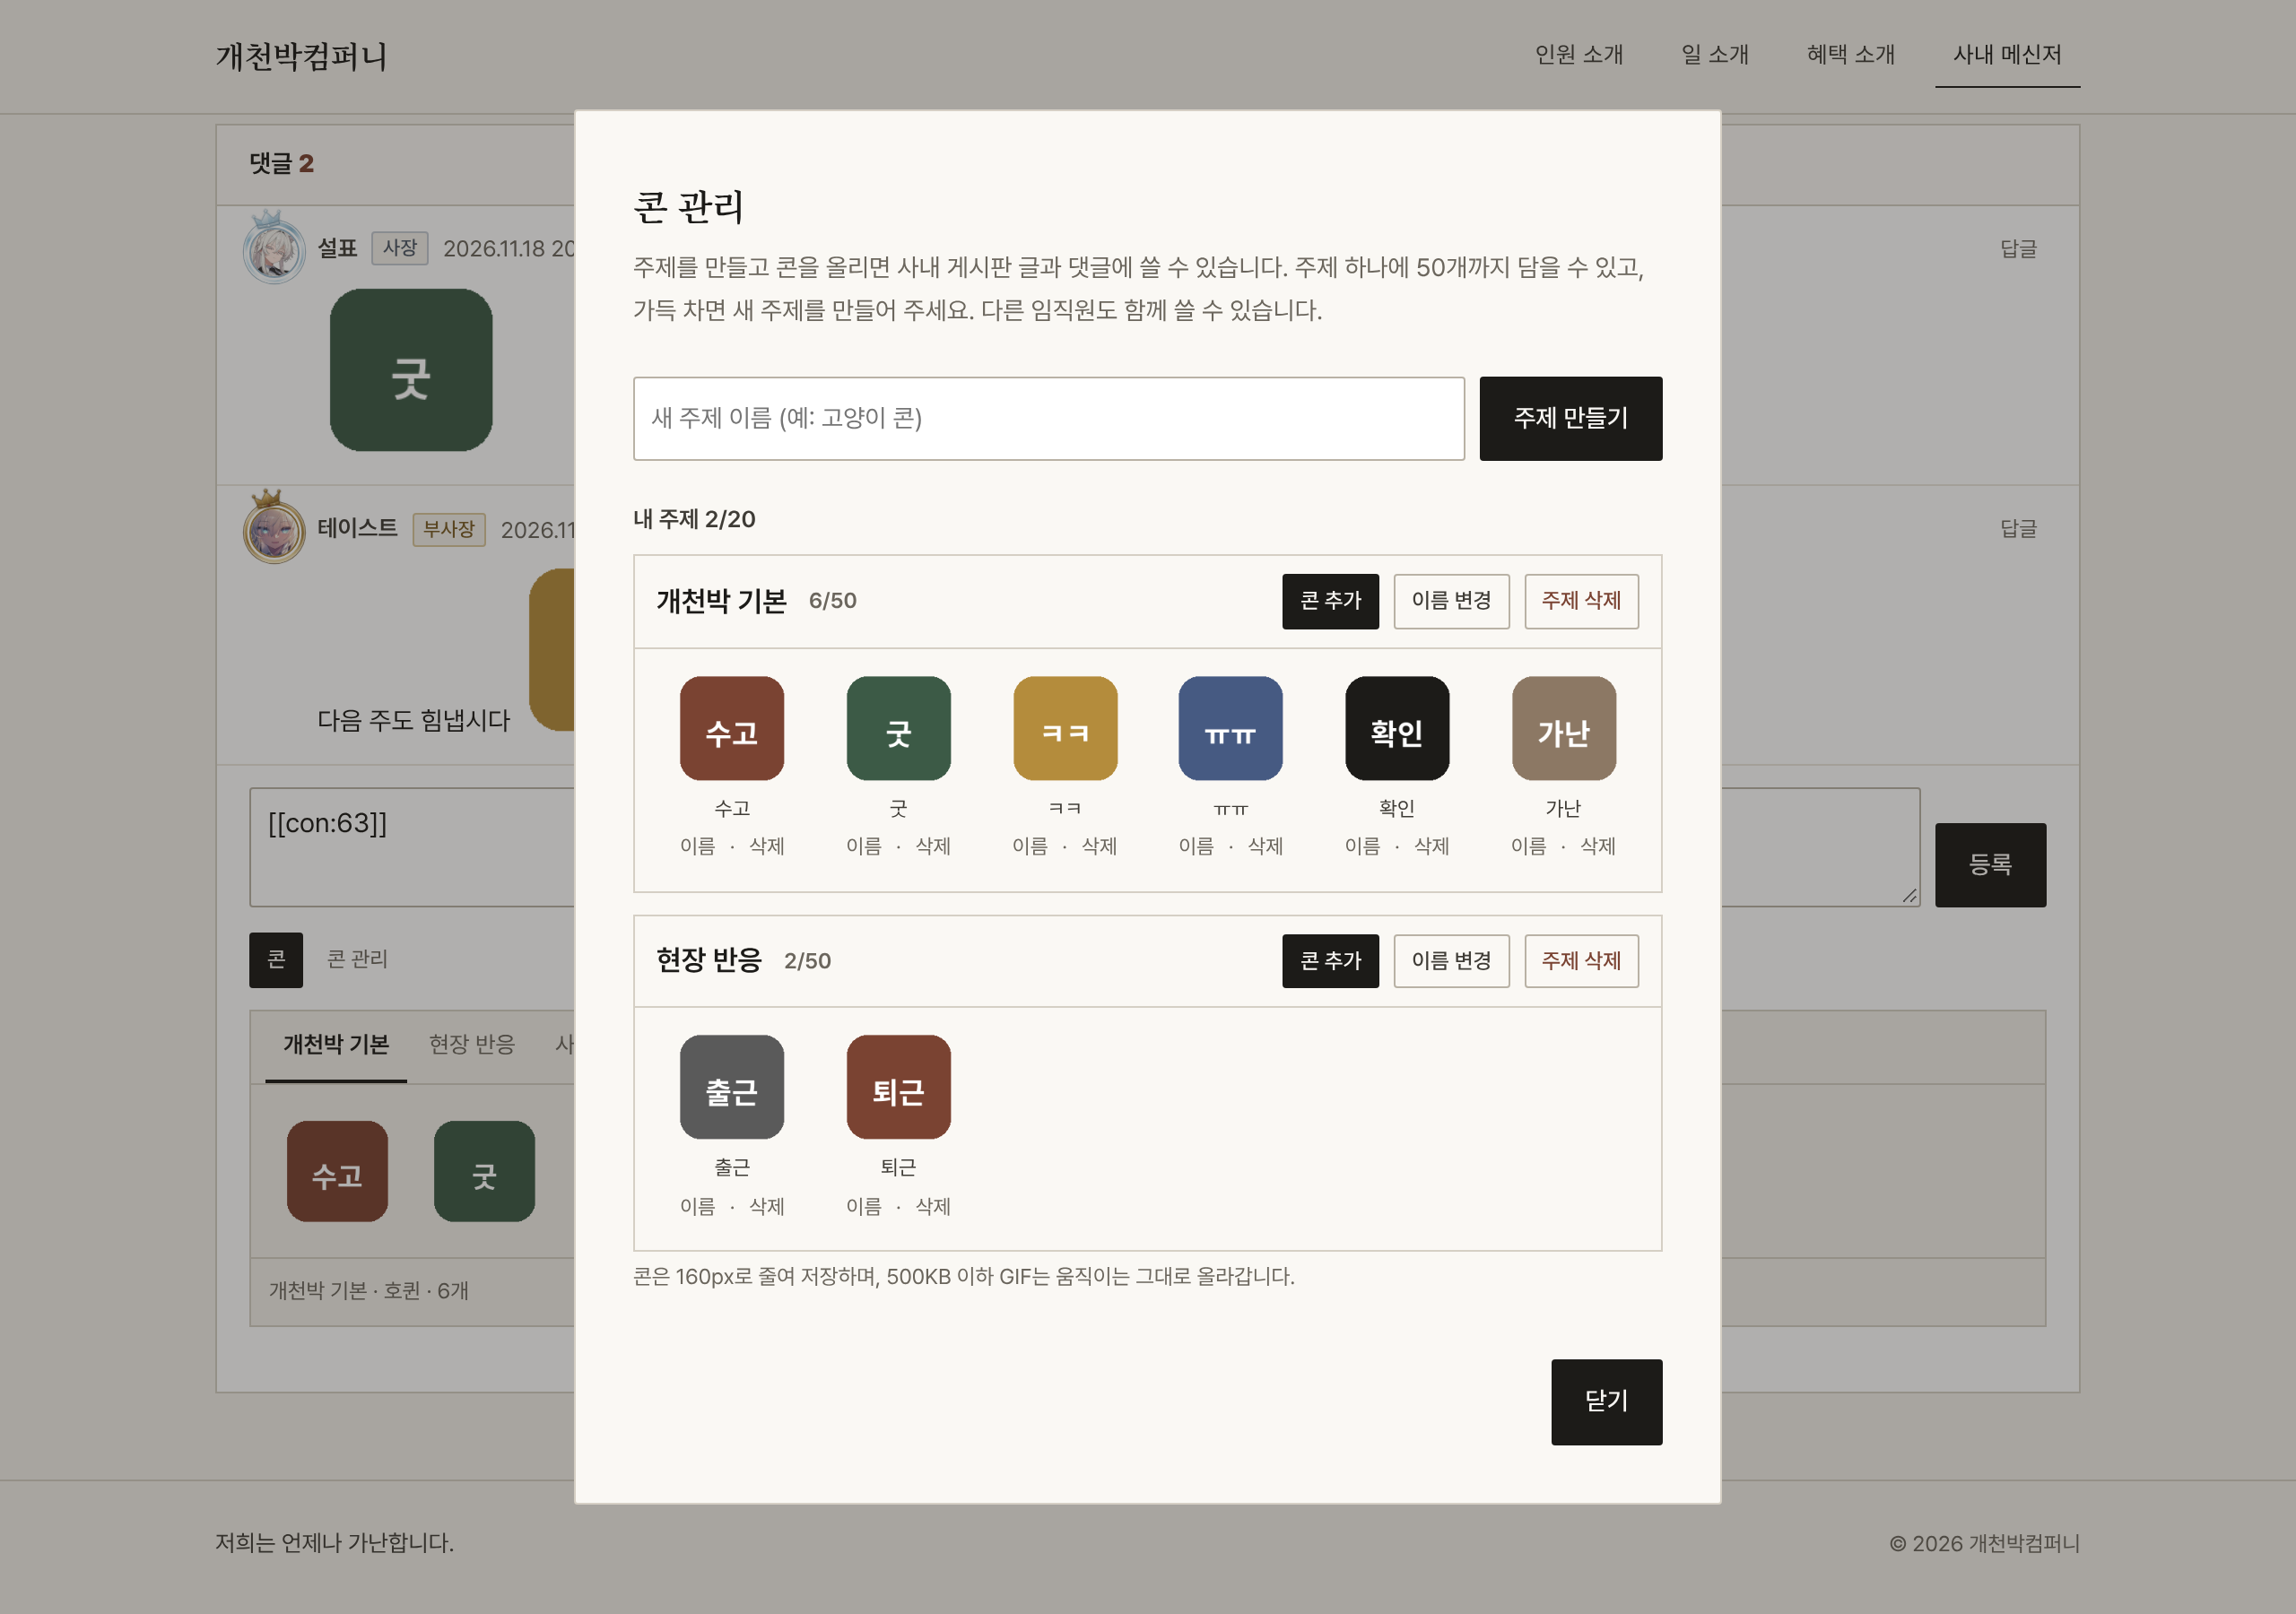 개천박컴퍼니
인원 소개
일 소개
혜택 소개
사내 메신저
댓글 2
설표 사장 2026.11.18 20
답글
굿
테이스트 부사장 2026.11
답글
다음 주도 힘냅시다
[[con:63]]
등록
콘 콘 관리
개천박 기본 현장 반응 사
수고 굿
개천박 기본 · 호퀸 · 6개
콘 관리
주제를 만들고 콘을 올리면 사내 게시판 글과 댓글에 쓸 수 있습니다. 주제 하나에 50개까지 담을 수 있고,
가득 차면 새 주제를 만들어 주세요. 다른 임직원도 함께 쓸 수 있습니다.
새 주제 이름 (예: 고양이 콘)
주제 만들기
내 주제 2/20
개천박 기본 6/50
콘 추가 이름 변경 주제 삭제
수고 굿 ㅋㅋ ㅠㅠ 확인 가난
수고 굿 ㅋㅋ ㅠㅠ 확인 가난
이름 · 삭제 이름 · 삭제 이름 · 삭제 이름 · 삭제 이름 · 삭제 이름 · 삭제
현장 반응 2/50
콘 추가 이름 변경 주제 삭제
출근 퇴근
출근 퇴근
이름 · 삭제 이름 · 삭제
콘은 160px로 줄여 저장하며, 500KB 이하 GIF는 움직이는 그대로 올라갑니다.
닫기
저희는 언제나 가난합니다.
© 2026 개천박컴퍼니